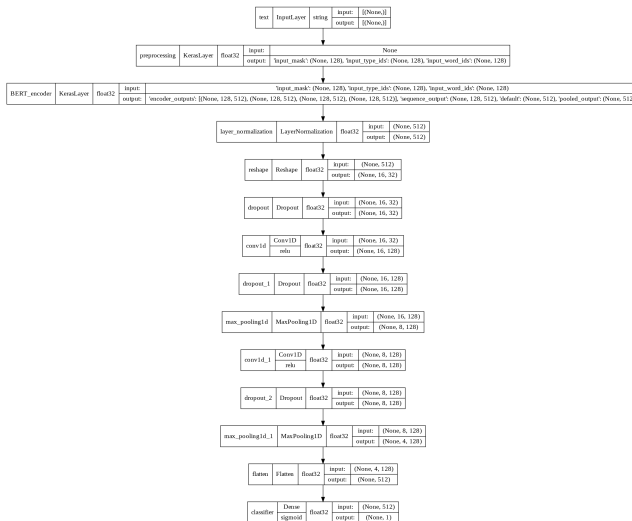 text InputLayer string input: [(None,)]
output: [(None,)]
preprocessing KerasLayer float32 input: None
output: 'input_mask': (None, 128), 'input_type_ids': (None, 128), 'input_word_ids': (None, 128)
BERT_encoder KerasLayer float32 input: 'input_mask': (None, 128), 'input_type_ids': (None, 128), 'input_word_ids': (None, 128)
output: 'encoder_outputs': [(None, 128, 512), (None, 128, 512), (None, 128, 512), (None, 128, 512)], 'sequence_output': (None, 128, 512), 'default': (None, 512), 'pooled_output': (None, 512
layer_normalization LayerNormalization float32 input: (None, 512)
output: (None, 512)
reshape Reshape float32 input: (None, 512)
output: (None, 16, 32)
dropout Dropout float32 input: (None, 16, 32)
output: (None, 16, 32)
conv1d Conv1D relu float32 input: (None, 16, 32)
output: (None, 16, 128)
dropout_1 Dropout float32 input: (None, 16, 128)
output: (None, 16, 128)
max_pooling1d MaxPooling1D float32 input: (None, 16, 128)
output: (None, 8, 128)
conv1d_1 Conv1D relu float32 input: (None, 8, 128)
output: (None, 8, 128)
dropout_2 Dropout float32 input: (None, 8, 128)
output: (None, 8, 128)
max_pooling1d_1 MaxPooling1D float32 input: (None, 8, 128)
output: (None, 4, 128)
flatten Flatten float32 input: (None, 4, 128)
output: (None, 512)
classifier Dense sigmoid float32 input: (None, 512)
output: (None, 1)